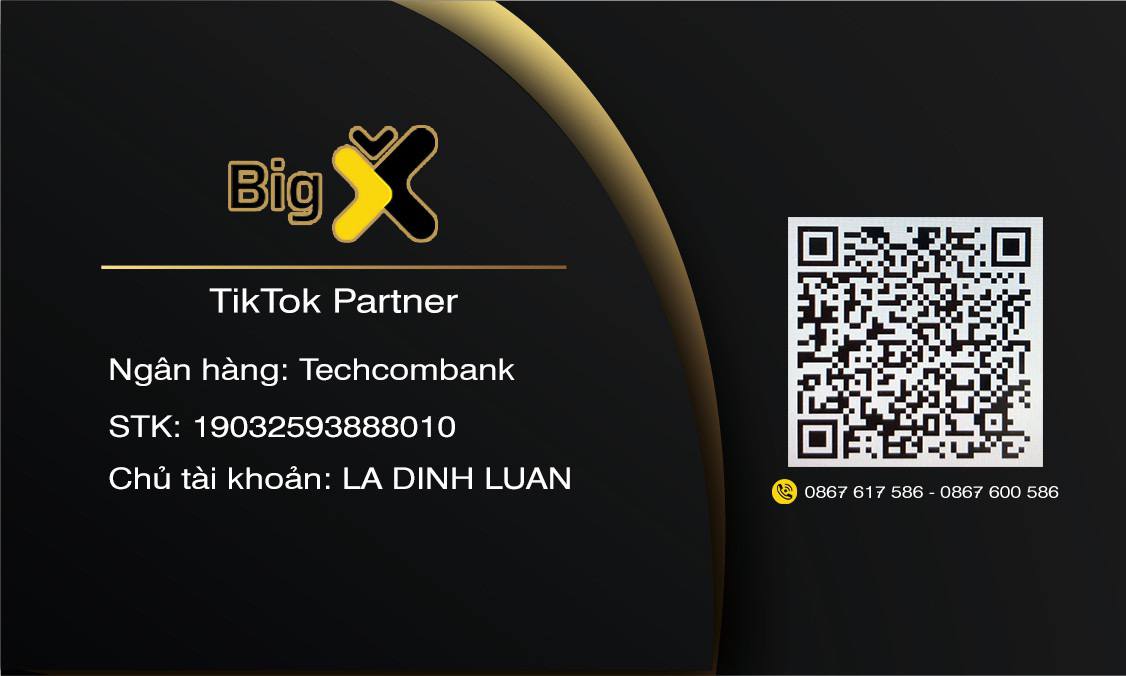 Big X
TikTok Partner
Ngân hàng: Techcombank
STK: 19032593888010
Chủ tài khoản: LA DINH LUAN
0867 617 586 - 0867 600 586